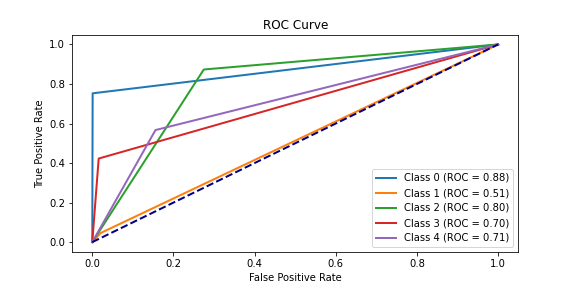 ROC Curve
True Positive Rate
1.0
0.8
0.6
0.4
0.2
0.0
0.0 0.2 0.4 0.6 0.8 1.0
False Positive Rate
Class 0 (ROC = 0.88)
Class 1 (ROC = 0.51)
Class 2 (ROC = 0.80)
Class 3 (ROC = 0.70)
Class 4 (ROC = 0.71)